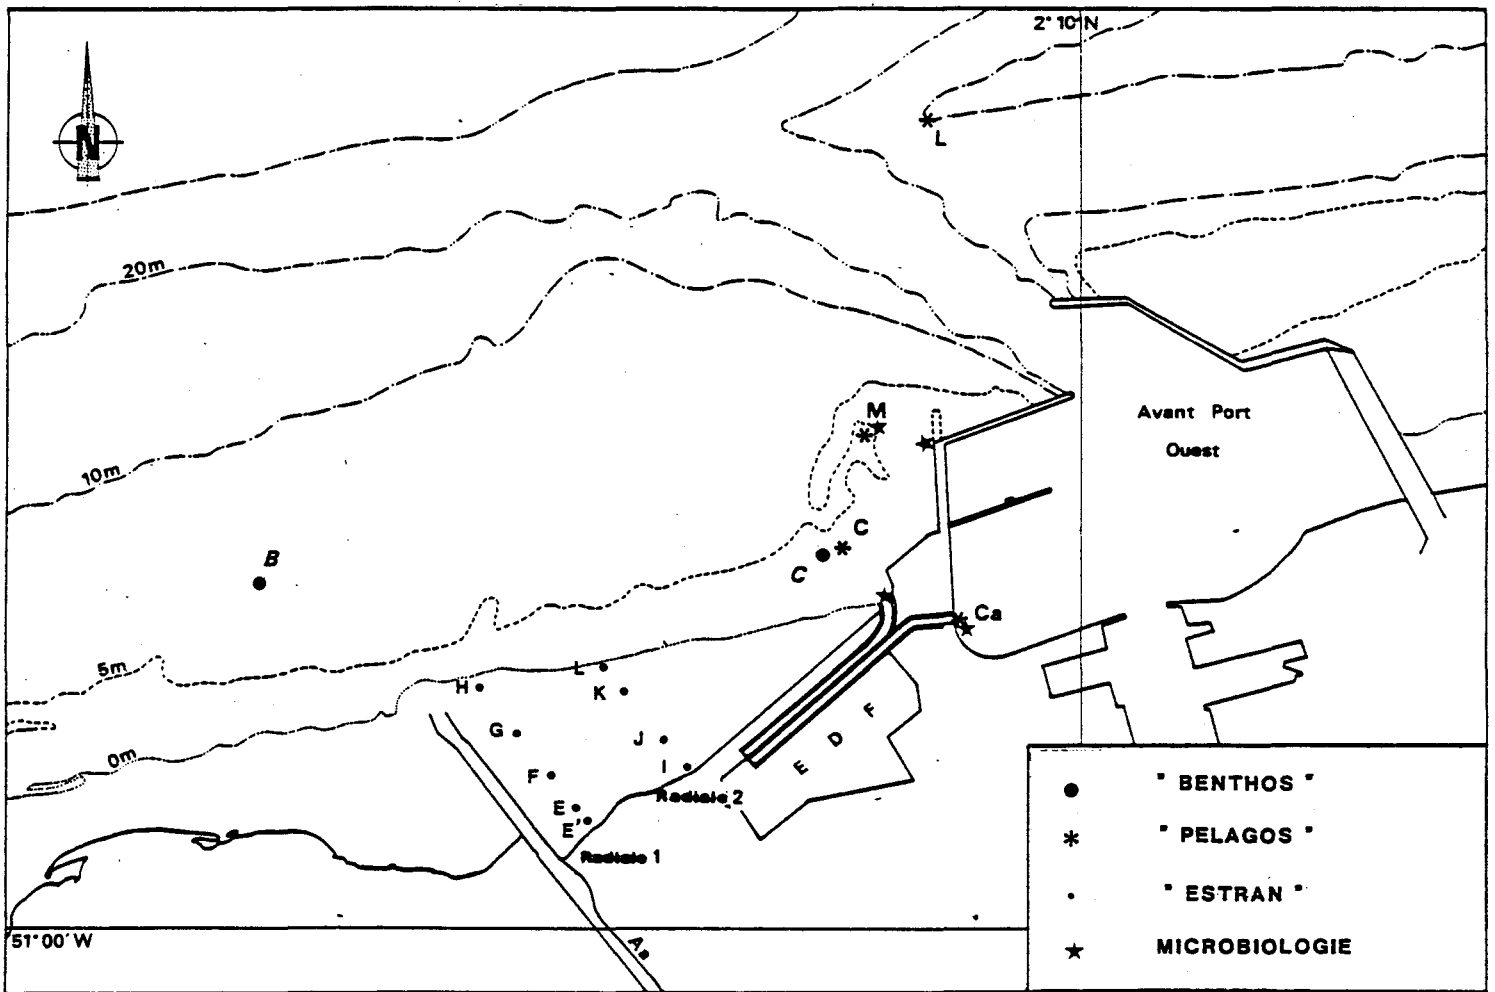 2°10'N
N
L
20m
M
Avant Port
Ouest
10m
C
B
C
Ca
5m
L
H
K
G
J
E D F
0m
F
I
Radiale 2
E
E'
Radiale 1
" BENTHOS "
" PELAGOS "
" ESTRAN "
MICROBIOLOGIE
51°00'W
Aa